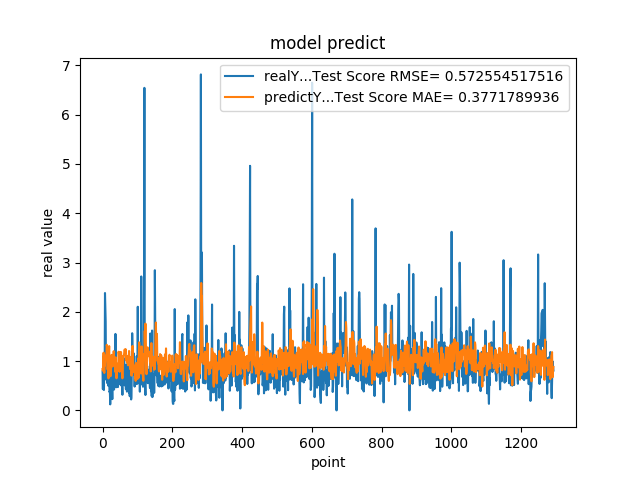 model predict
realY...Test Score RMSE= 0.572554517516
predictY...Test Score MAE= 0.3771789936
7
6
5
4
3
2
1
0
real value
0 200 400 600 800 1000 1200
point